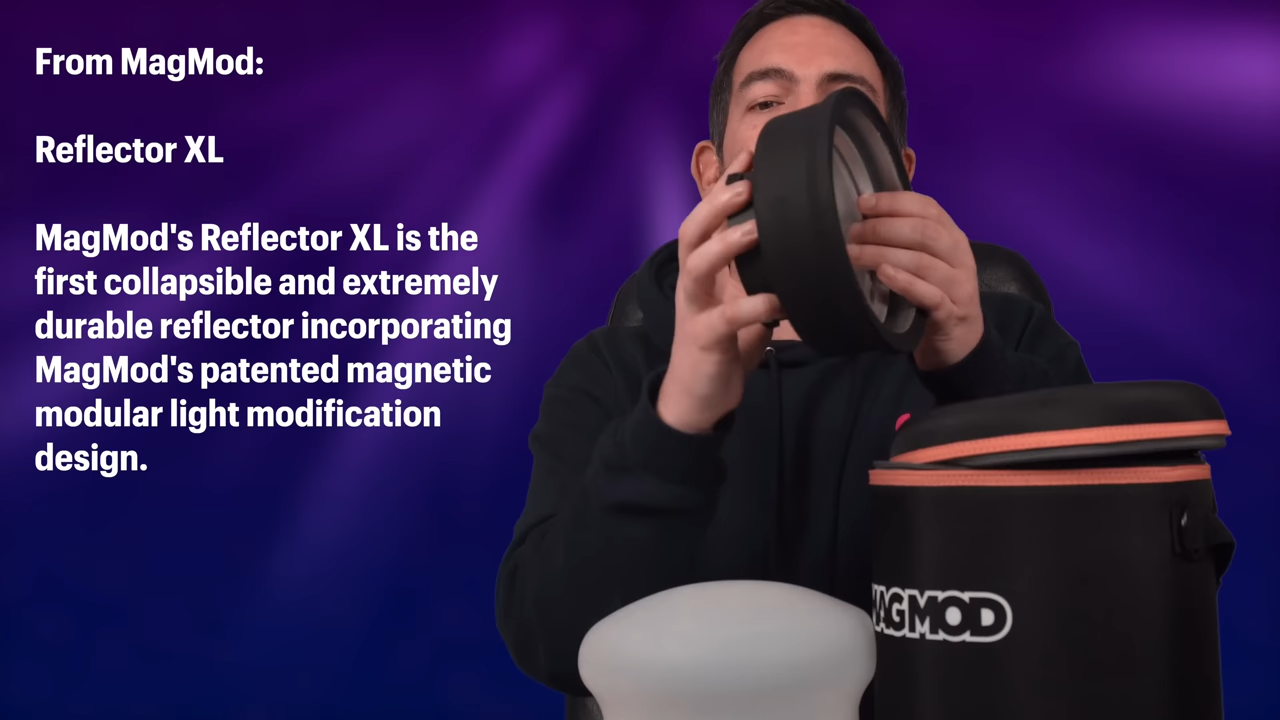 From MagMod:
Reflector XL
MagMod's Reflector XL is the
first collapsible and extremely
durable reflector incorporating
MagMod's patented magnetic
modular light modification
design.
MAGMOD